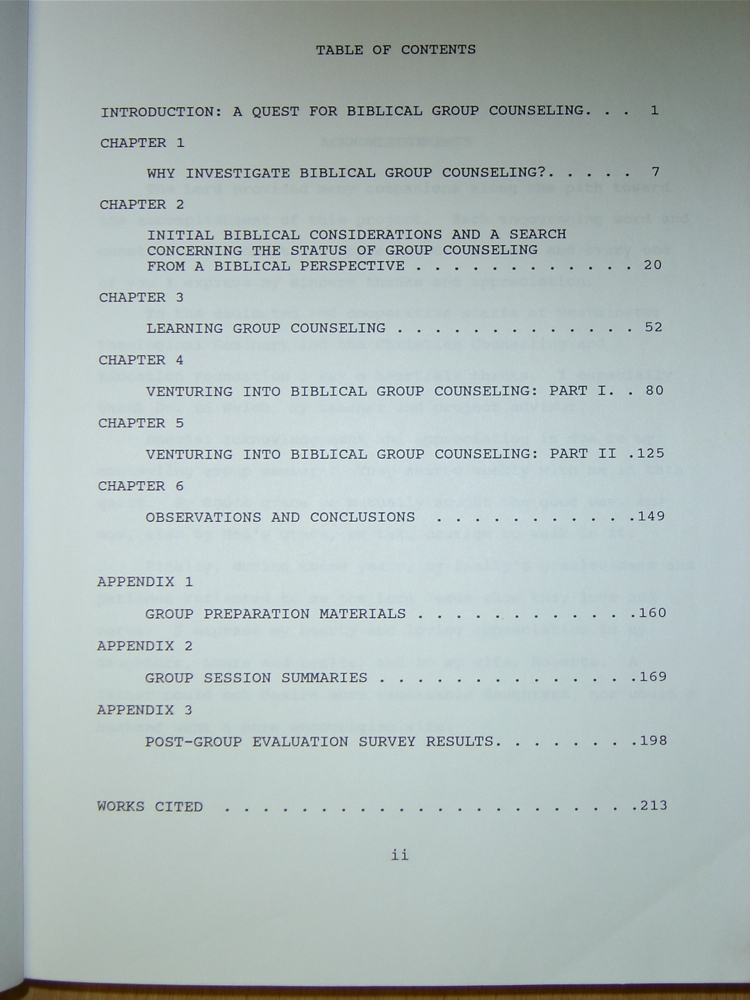 TABLE OF CONTENTS
INTRODUCTION: A QUEST FOR BIBLICAL GROUP COUNSELING. . . 1
CHAPTER 1
WHY INVESTIGATE BIBLICAL GROUP COUNSELING?. . . . . 7
CHAPTER 2
INITIAL BIBLICAL CONSIDERATIONS AND A SEARCH
CONCERNING THE STATUS OF GROUP COUNSELING
FROM A BIBLICAL PERSPECTIVE . . . . . . . . . . . . 20
CHAPTER 3
LEARNING GROUP COUNSELING . . . . . . . . . . . . . 52
CHAPTER 4
VENTURING INTO BIBLICAL GROUP COUNSELING: PART I. . 80
CHAPTER 5
VENTURING INTO BIBLICAL GROUP COUNSELING: PART II .125
CHAPTER 6
OBSERVATIONS AND CONCLUSIONS . . . . . . . . . . .149
APPENDIX 1
GROUP PREPARATION MATERIALS . . . . . . . . . . . .160
APPENDIX 2
GROUP SESSION SUMMARIES . . . . . . . . . . . . . .169
APPENDIX 3
POST-GROUP EVALUATION SURVEY RESULTS. . . . . . . .198
WORKS CITED . . . . . . . . . . . . . . . . . . . . . .213
ii